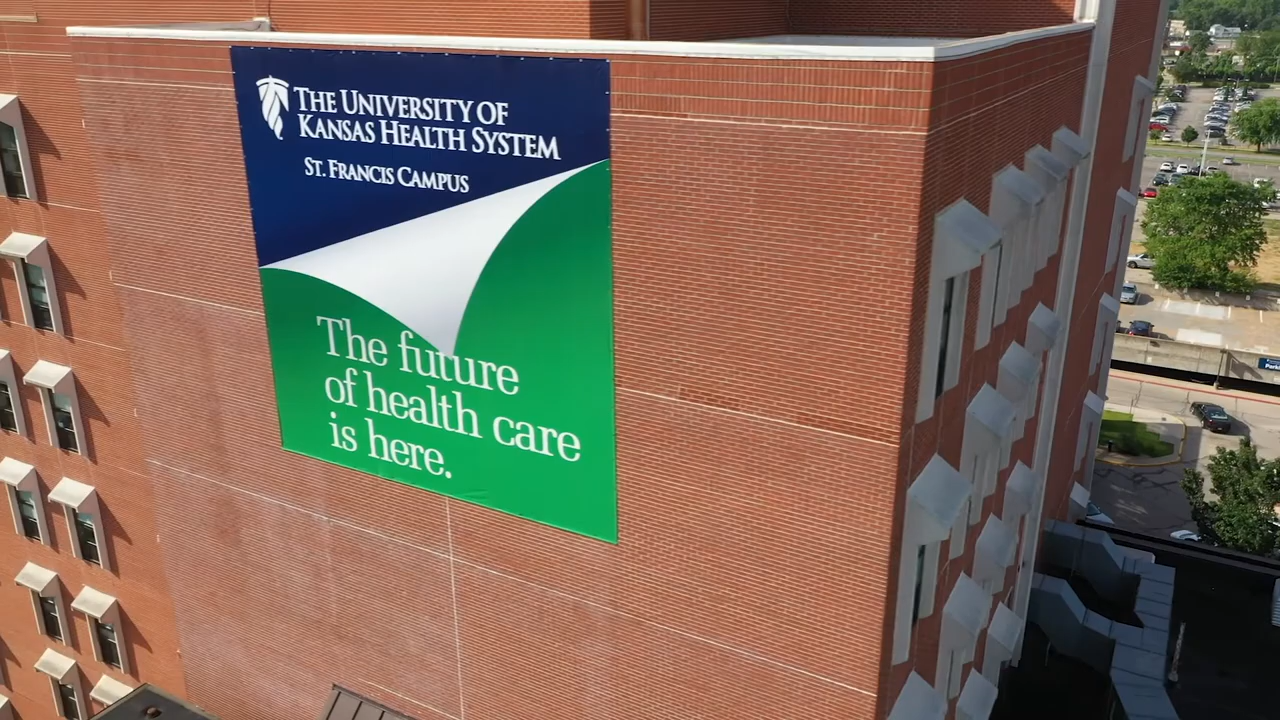 THE UNIVERSITY OF
KANSAS HEALTH SYSTEM
ST. FRANCIS CAMPUS
The future
of health care
is here.